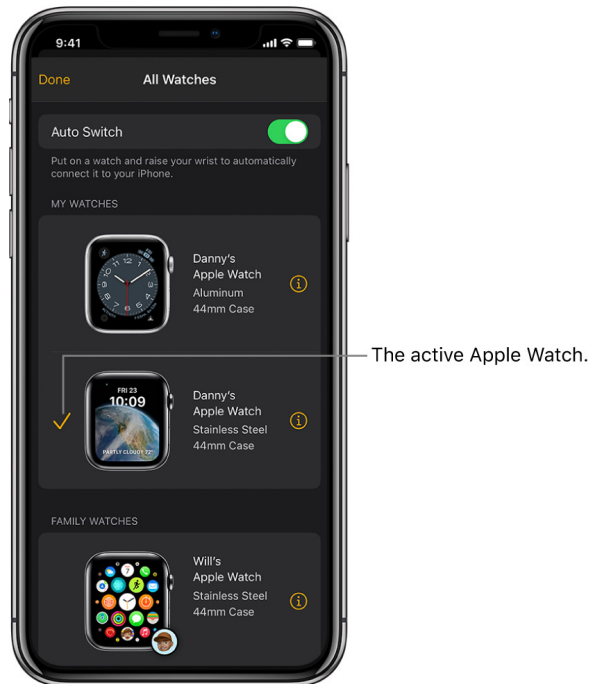 9:41
Done
All Watches
Auto Switch
Put on a watch and raise your wrist to automatically
connect it to your iPhone.
MY WATCHES
Danny's
Apple Watch
Aluminum
44mm Case
The active Apple Watch.
FRI 23
10:09
PARTLY CLOUDY 72°
Danny's
Apple Watch
Stainless Steel
44mm Case
FAMILY WATCHES
Will's
Apple Watch
Stainless Steel
44mm Case